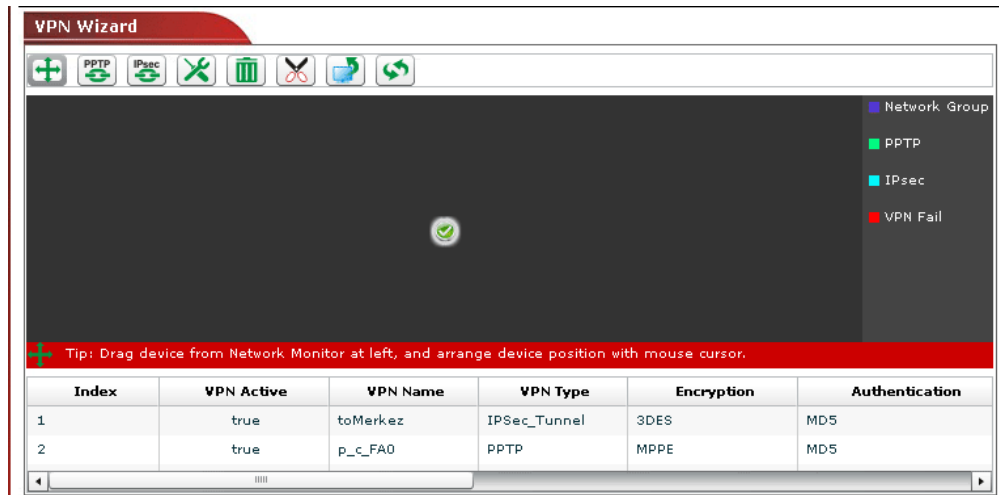 VPN Wizard
PPTP
IPsec
Network Group
PPTP
IPsec
VPN Fail
Tip: Drag device from Network Monitor at left, and arrange device position with mouse cursor.
Index VPN Active VPN Name VPN Type Encryption Authentication
1 true toMerkez IPSec_Tunnel 3DES MD5
2 true p_c_FA0 PPTP MPPE MD5